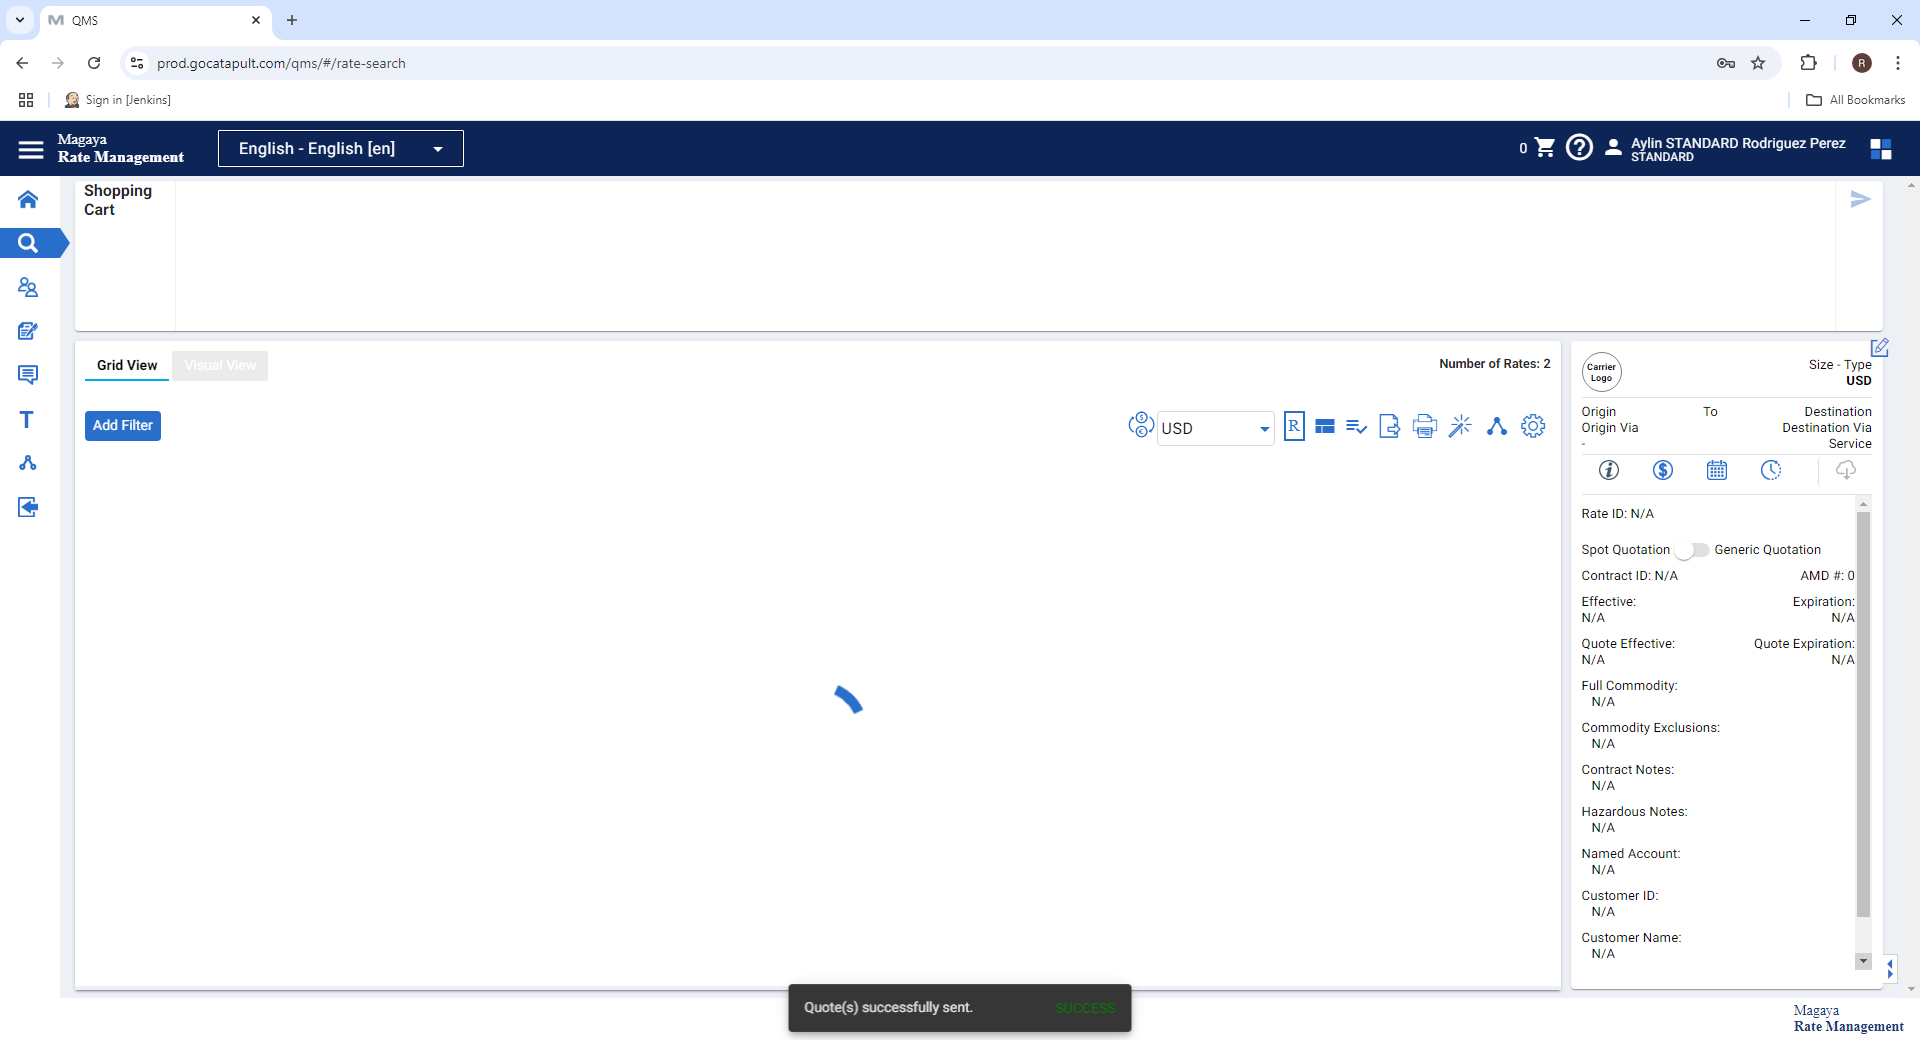 QMS
prod.gocatapult.com/qms/#/rate-search
R
Sign in [Jenkins]
All Bookmarks
Magaya
Rate Management
English - English [en]
0
Aylin STANDARD Rodriguez Perez
STANDARD
Shopping
Cart
Grid View
Visual View
Number of Rates: 2
Add Filter
USD
R
Carrier
Logo
Size - Type
USD
Origin To Destination
Origin Via Destination Via
- Service
Rate ID: N/A
Spot Quotation Generic Quotation
Contract ID: N/A AMD #: 0
Effective: Expiration:
N/A N/A
Quote Effective: Quote Expiration:
N/A N/A
Full Commodity:
N/A
Commodity Exclusions:
N/A
Contract Notes:
N/A
Hazardous Notes:
N/A
Named Account:
N/A
Customer ID:
N/A
Customer Name:
N/A
T
Quote(s) successfully sent. SUCCESS
Magaya
Rate Management